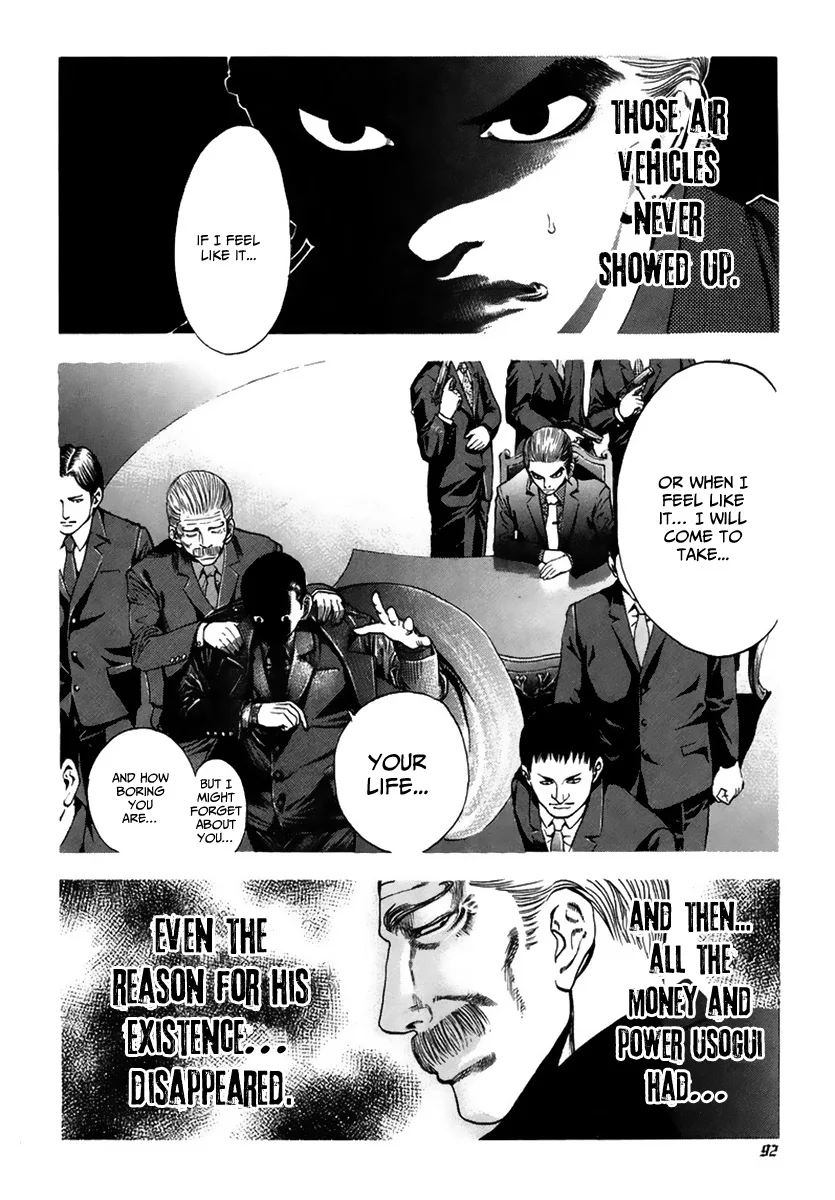 THOSE AIR
VEHICLES
NEVER
SHOWED UP.
IF I FEEL
LIKE IT...
OR WHEN I
FEEL LIKE
IT... I WILL
COME TO
TAKE...
YOUR
LIFE...
BUT I
MIGHT
FORGET
ABOUT
YOU...
AND HOW
BORING
YOU
ARE...
AND THEN...
ALL THE
MONEY AND
POWER USOGUI
HAD...
EVEN THE
REASON FOR HIS
EXISTENCE...
DISAPPEARED.
92